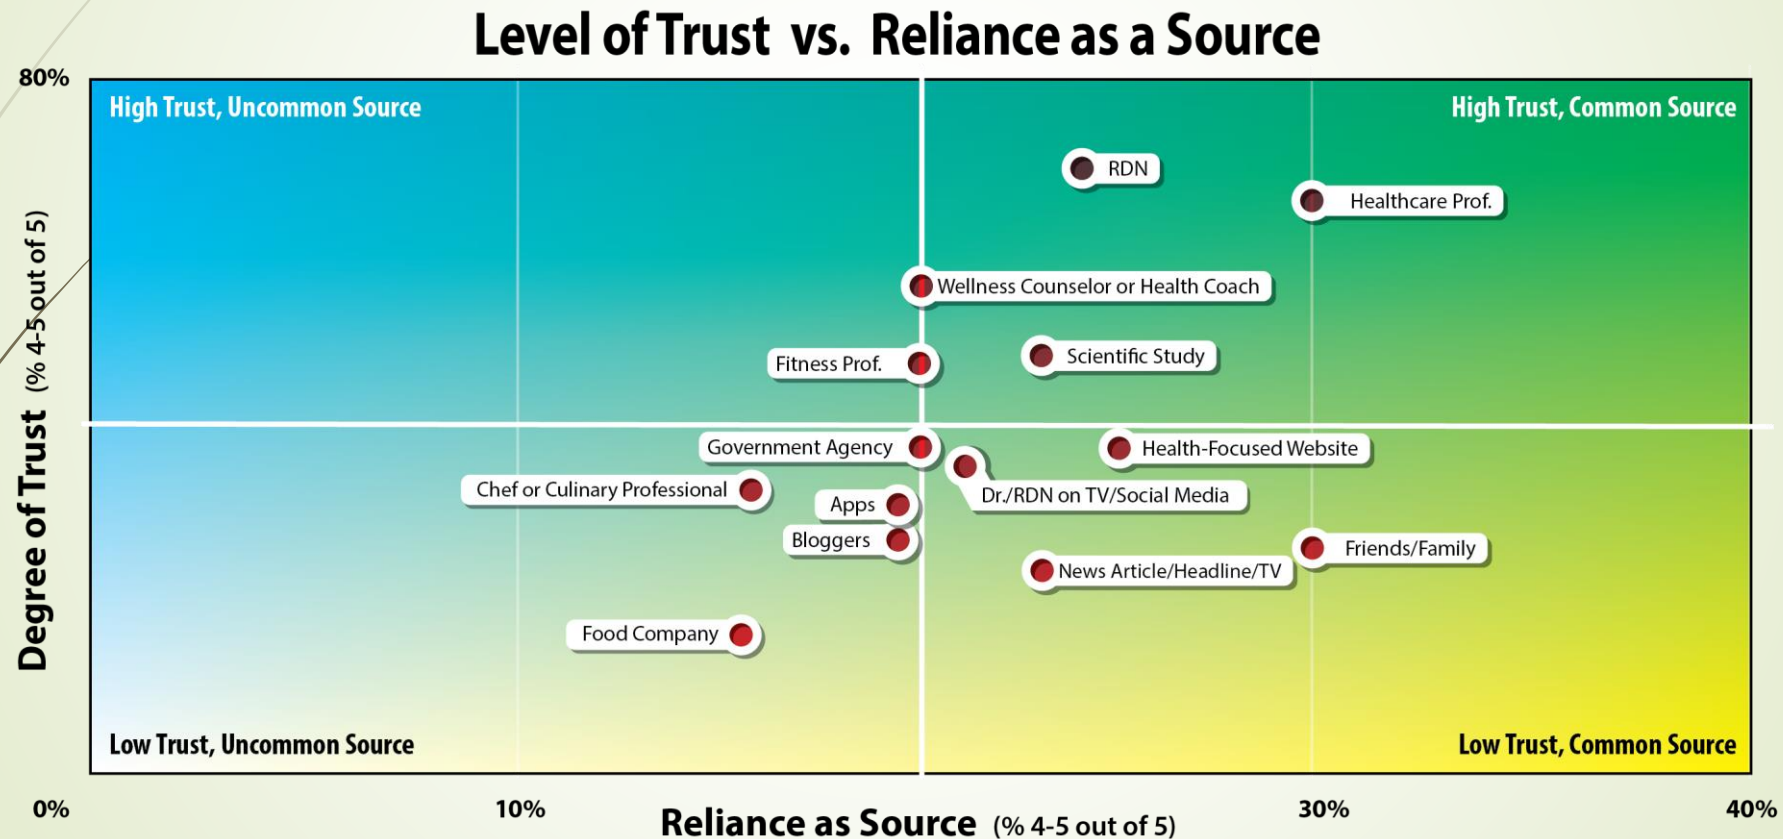 Level of Trust vs. Reliance as a Source
80%
High Trust, Uncommon Source
High Trust, Common Source
RDN
Healthcare Prof.
Wellness Counselor or Health Coach
Scientific Study
Fitness Prof.
Degree of Trust (% 4-5 out of 5)
Government Agency
Health-Focused Website
Chef or Culinary Professional
Dr./RDN on TV/Social Media
Apps
Bloggers
Friends/Family
News Article/Headline/TV
Food Company
Low Trust, Uncommon Source
Low Trust, Common Source
0%
10%
30%
40%
Reliance as Source (% 4-5 out of 5)